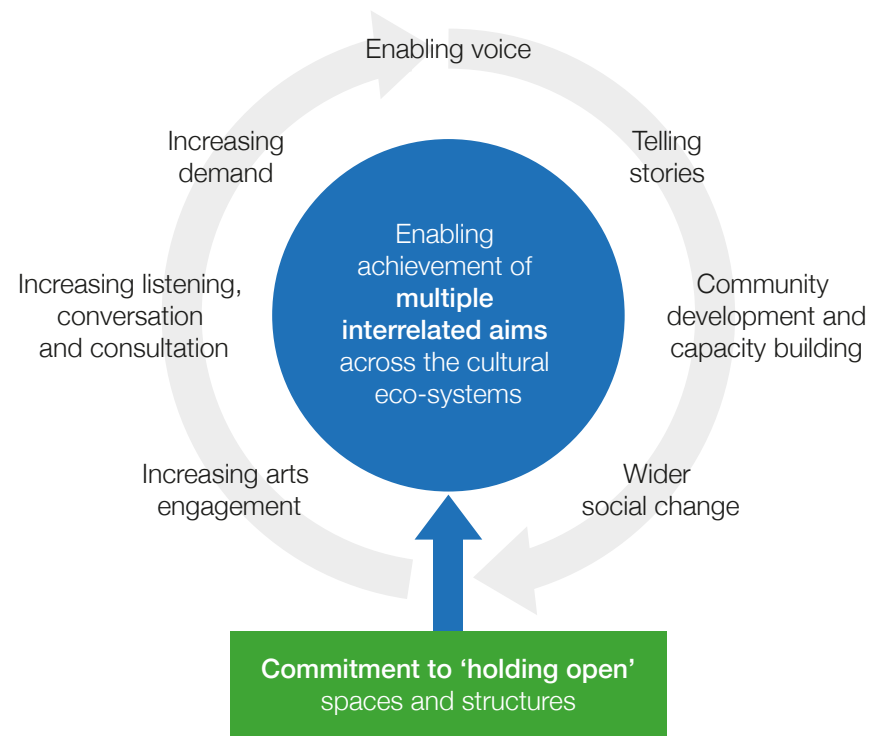 Enabling voice
Telling
stories
Community
development and
capacity building
Wider
social change
Increasing arts
engagement
Increasing listening,
conversation
and consultation
Increasing
demand
Enabling
achievement of
multiple
interrelated aims
across the cultural
eco-systems
Commitment to ‘holding open’
spaces and structures